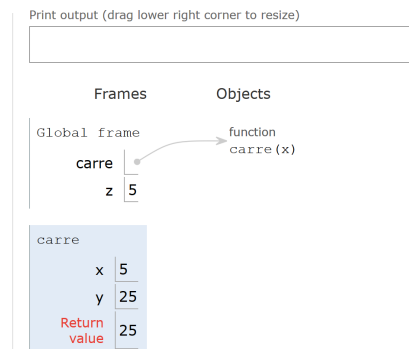 Print output (drag lower right corner to resize)
Frames Objects
Global frame
function
carre(x)
carre
z 5
carre
x 5
y 25
Return
value 25